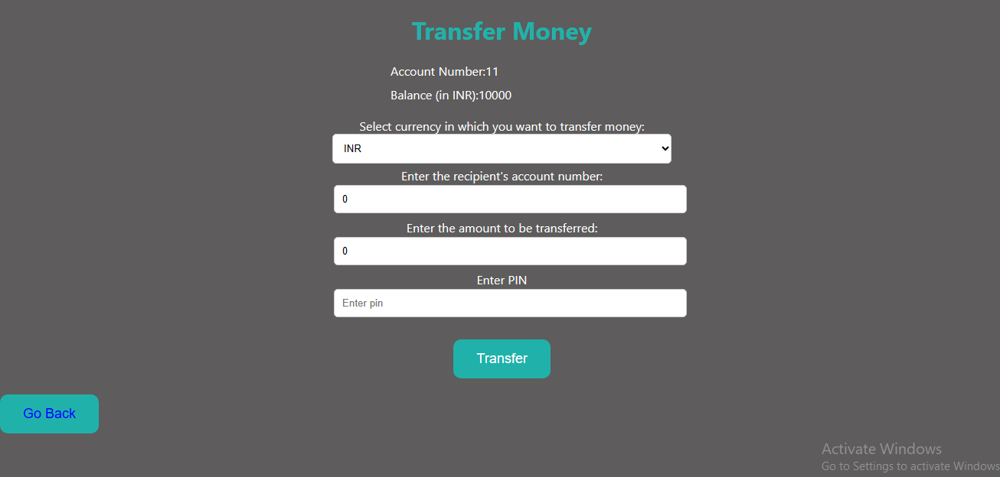 Transfer Money
Account Number:11
Balance (in INR):10000
Select currency in which you want to transfer money:
INR
Enter the recipient's account number:
0
Enter the amount to be transferred:
0
Enter PIN
Enter pin
Transfer
Go Back
Activate Windows
Go to Settings to activate Windows